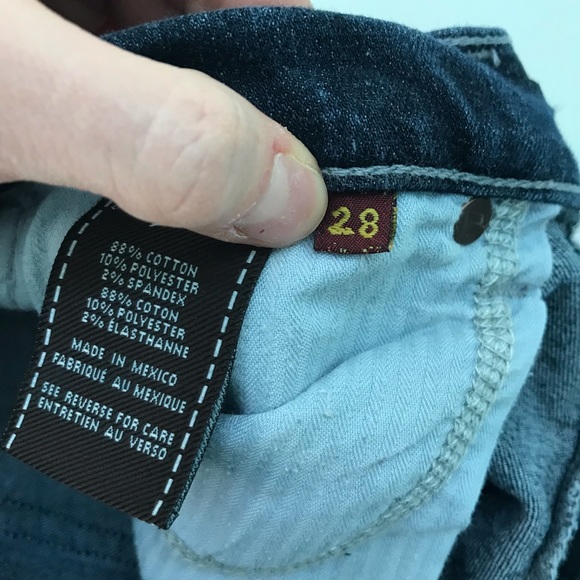 28
88% COTTON
10% POLYESTER
2% SPANDEX
88% COTON
10% POLYESTER
2% ÉLASTHANNE
MADE IN MEXICO
FABRIQUÉ AU MEXIQUE
SEE REVERSE FOR CARE
ENTRETIEN AU VERSO